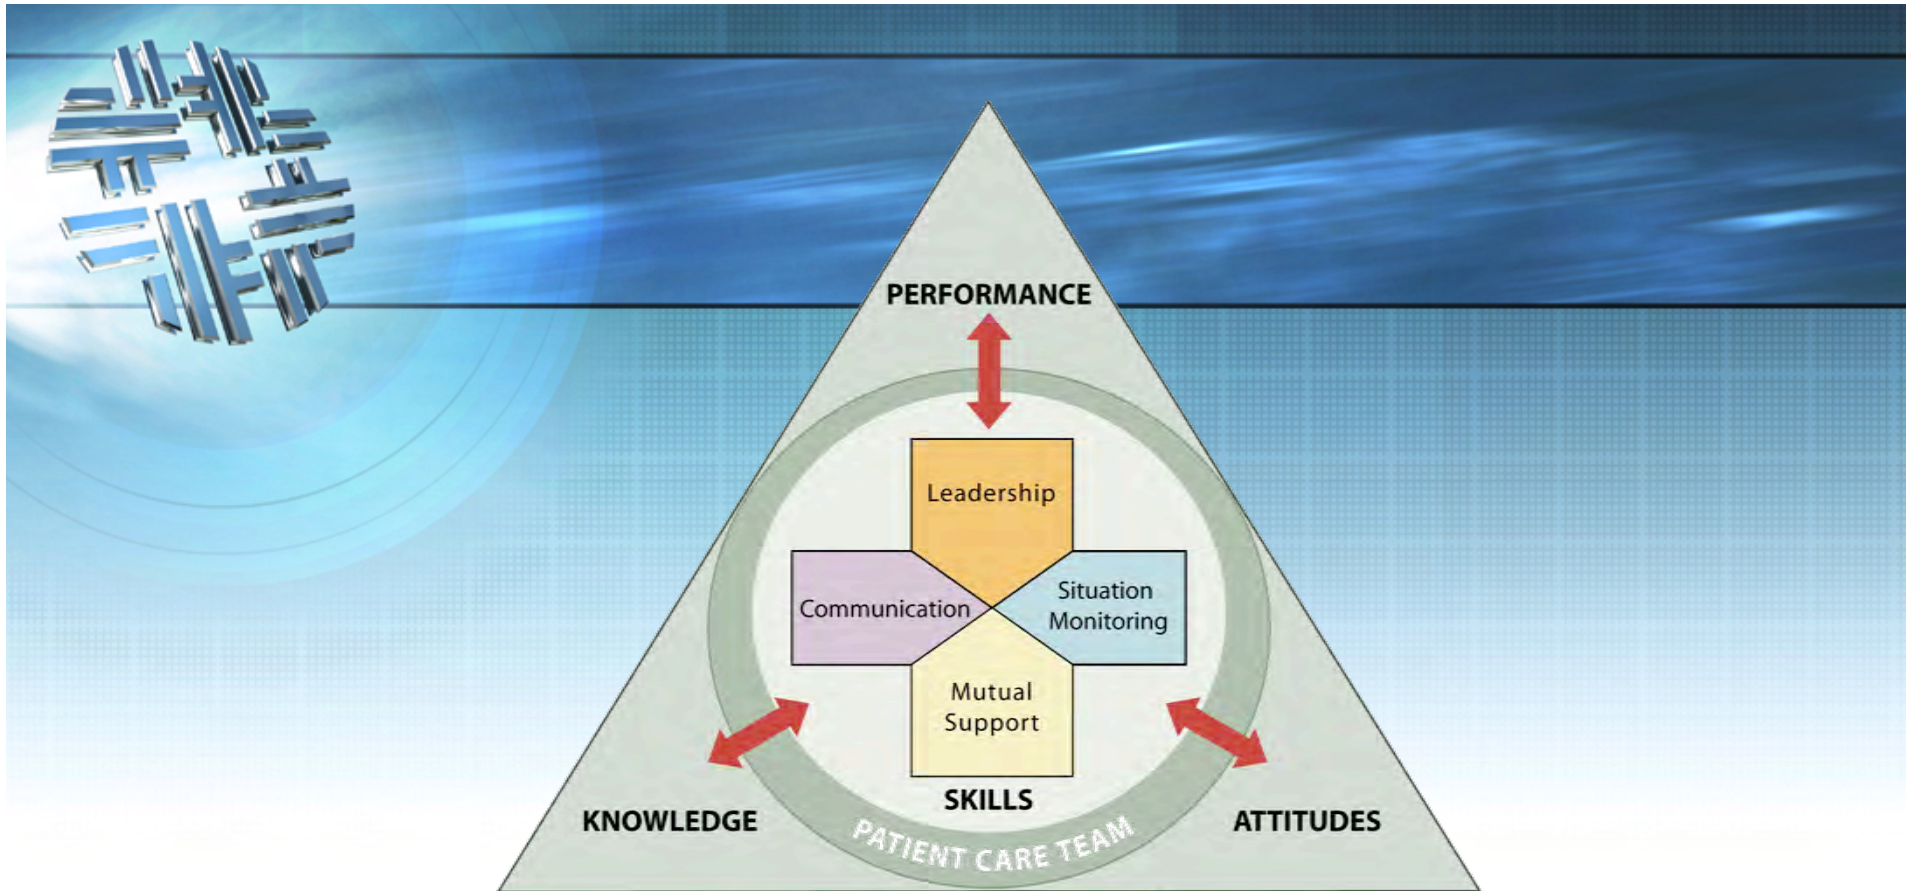 PERFORMANCE
Leadership
Communication
Situation
Monitoring
Mutual
Support
SKILLS
KNOWLEDGE
ATTITUDES
PATIENT CARE TEAM